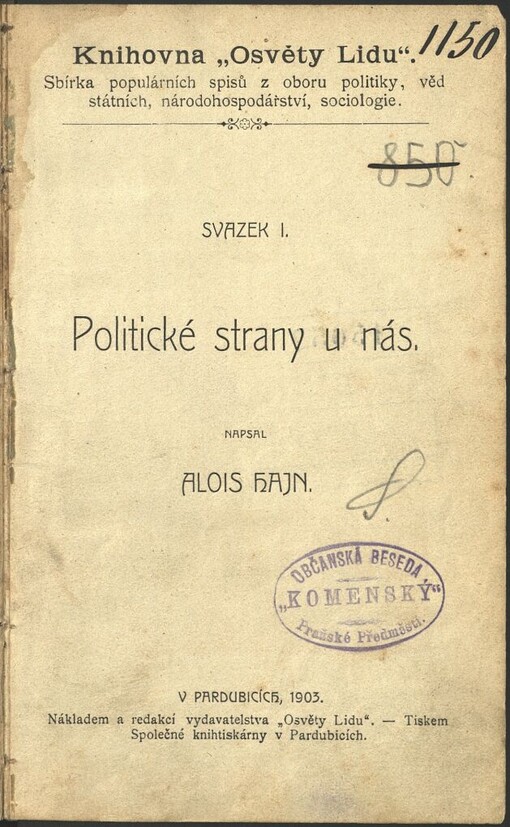 Knihovna „Osvěty Lidu“.
1150
Sbírka populárních spisů z oboru politiky, věd
státních, národohospodářství, sociologie.
850
SVAZEK I.
Politické strany u nás.
NAPSAL
ALOIS HAJN.
OBČANSKÁ BESEDA
„KOMENSKÝ“
Pražské Předměstí.
V PARDUBICÍCH, 1903.
Nákladem a redakcí vydavatelstva „Osvěty Lidu“. — Tiskem
Společné knihtiskárny v Pardubicích.